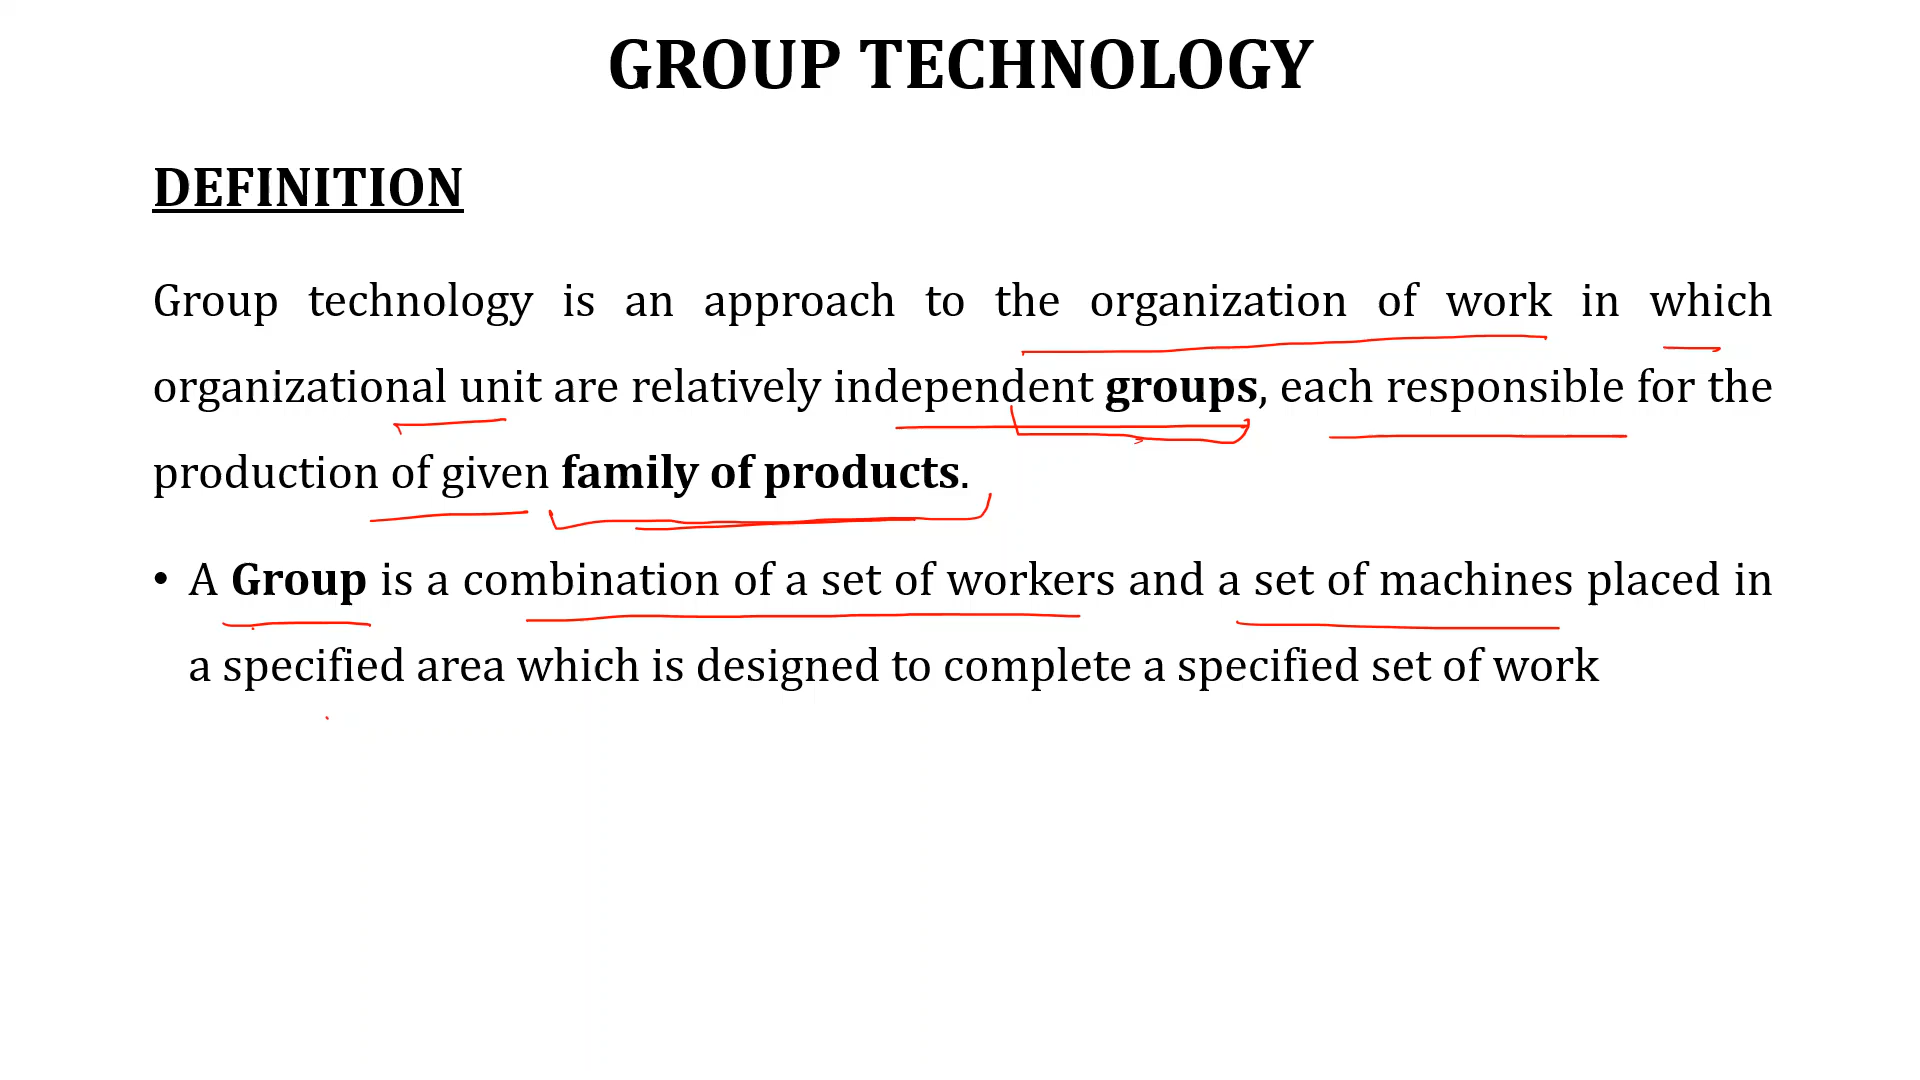 GROUP TECHNOLOGY
DEFINITION
Group technology is an approach to the organization of work in which
organizational unit are relatively independent groups, each responsible for the
production of given family of products.
• A Group is a combination of a set of workers and a set of machines placed in
a specified area which is designed to complete a specified set of work